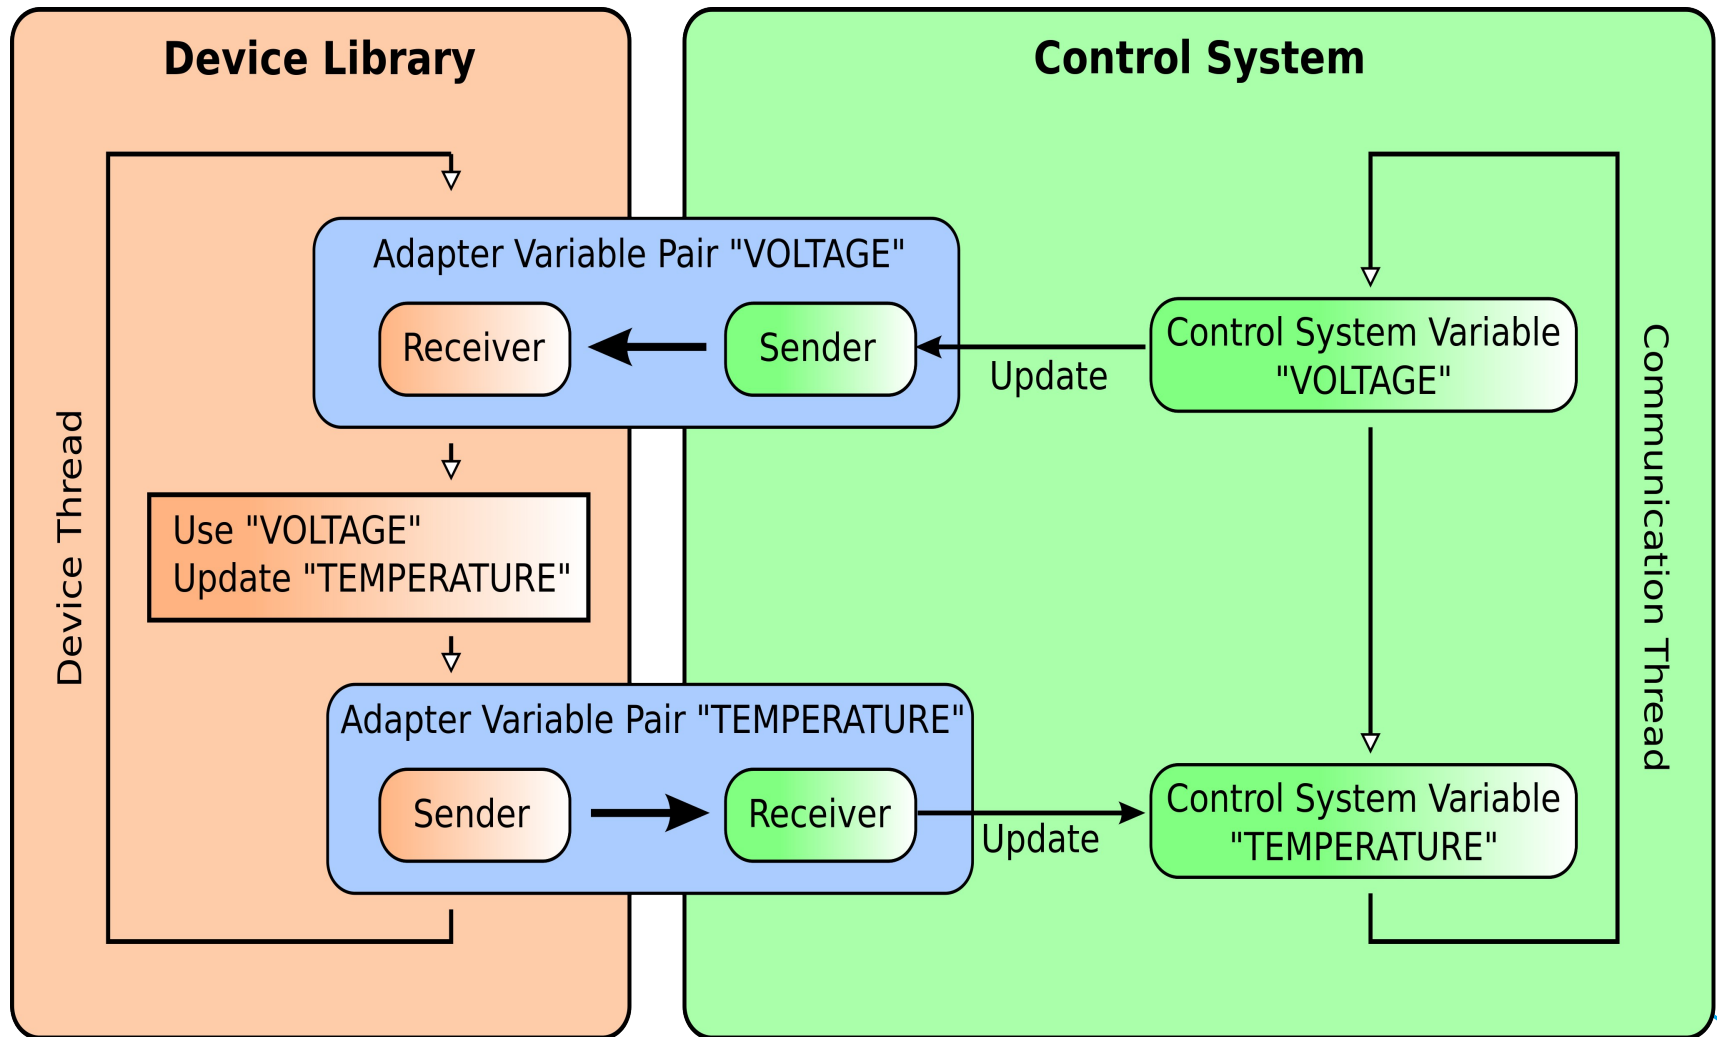 Device Library
Control System
Adapter Variable Pair "VOLTAGE"
Receiver
Sender
Update
Control System Variable
"VOLTAGE"
Device Thread
Communication Thread
Use "VOLTAGE"
Update "TEMPERATURE"
Adapter Variable Pair "TEMPERATURE"
Sender
Receiver
Update
Control System Variable
"TEMPERATURE"